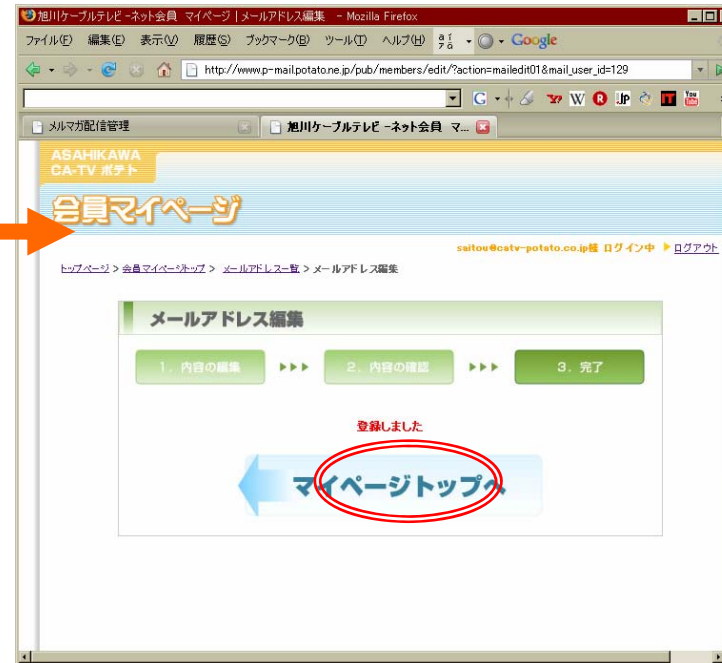 旭川ケーブルテレビ -ネット会員 マイページ | メールアドレス編集 - Mozilla Firefox
ファイル(F) 編集(E) 表示(V) 履歴(S) ブックマーク(B) ツール(T) ヘルプ(H) Google
http://www.p-mail.potato.ne.jp/pub/members/edit/?action=mailedit01&mail_user_id=129
G W R JP IT You Tube
メルマガ配信管理 旭川ケーブルテレビ -ネット会員 マ...
ASAHIKAWA
CA-TV ポテト
会員マイページ
saitou@catv-potato.co.jp様 ログイン中 ログアウト
トップページ > 会員マイページトップ > メールアドレス一覧 > メールアドレス編集
メールアドレス編集
1. 内容の編集 2. 内容の確認 3. 完了
登録しました
マイページトップへ